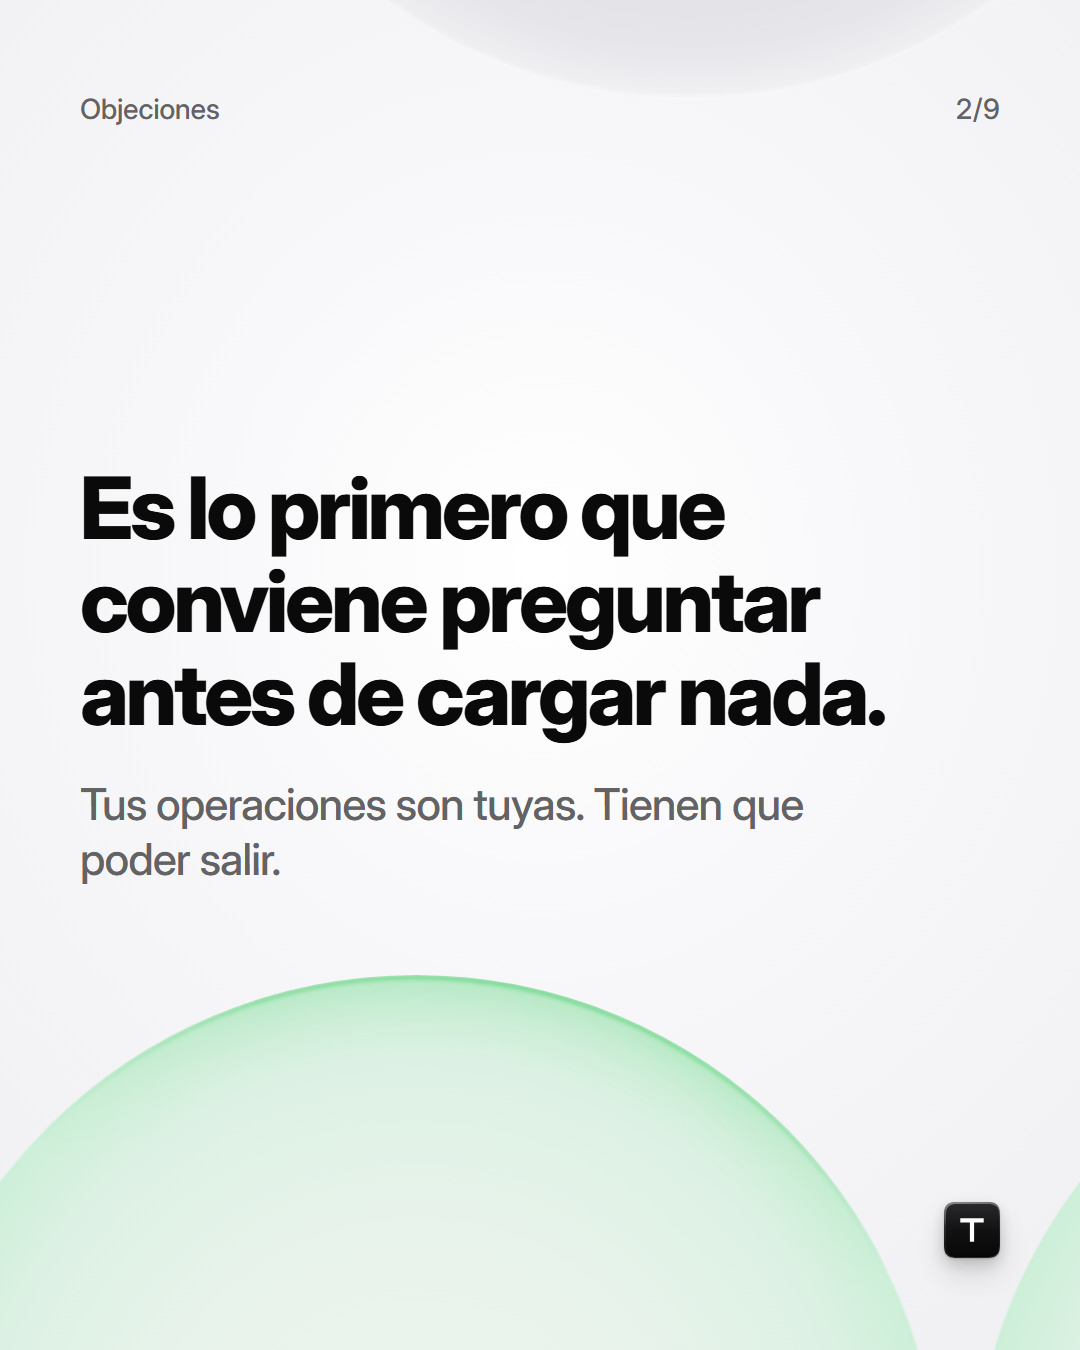 Objeciones
2/9
Es lo primero que
conviene preguntar
antes de cargar nada.
Tus operaciones son tuyas. Tienen que
poder salir.
T